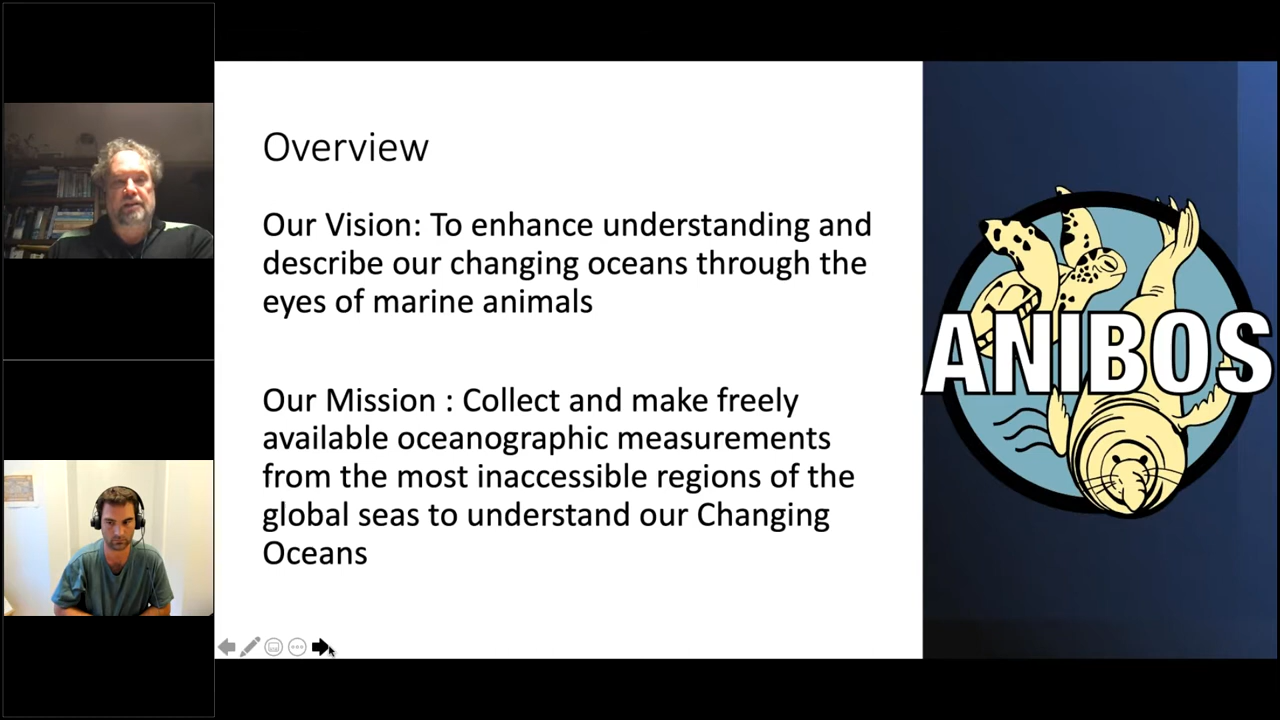 Overview
Our Vision: To enhance understanding and
describe our changing oceans through the
eyes of marine animals
Our Mission : Collect and make freely
available oceanographic measurements
from the most inaccessible regions of the
global seas to understand our Changing
Oceans
ANIBOS